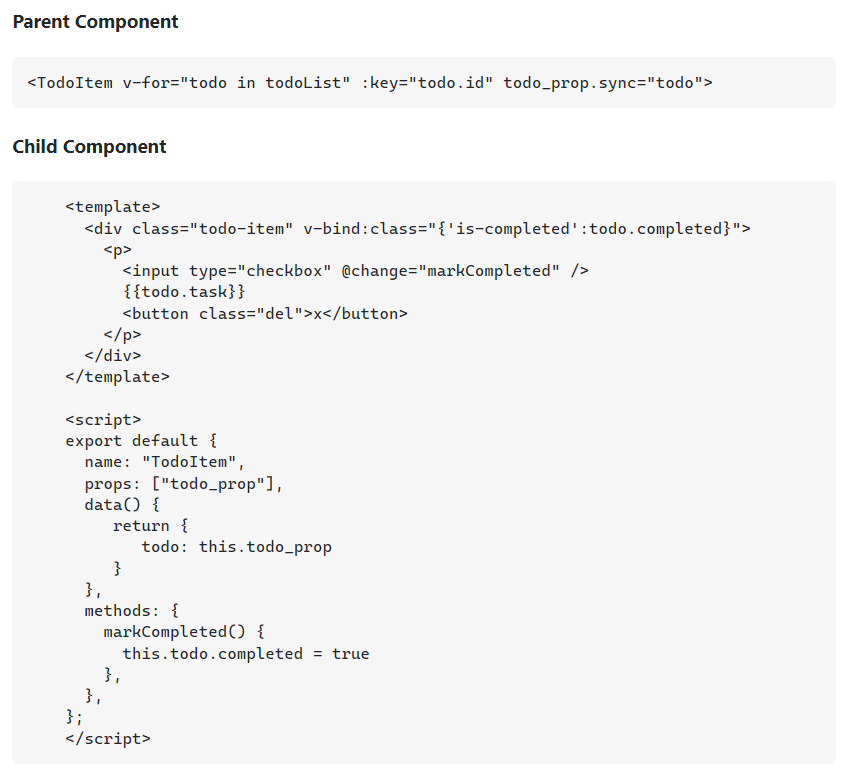 Parent Component
<TodoItem v-for="todo in todoList" :key="todo.id" todo_prop.sync="todo">
Child Component
<template>
  <div class="todo-item" v-bind:class="{'is-completed':todo.completed}">
    <p>
      <input type="checkbox" @change="markCompleted" />
      {{todo.task}}
      <button class="del">x</button>
    </p>
  </div>
</template>

<script>
export default {
  name: "TodoItem",
  props: ["todo_prop"],
  data() {
     return {
        todo: this.todo_prop
     }
  },
  methods: {
    markCompleted() {
      this.todo.completed = true
    },
  },
};
</script>